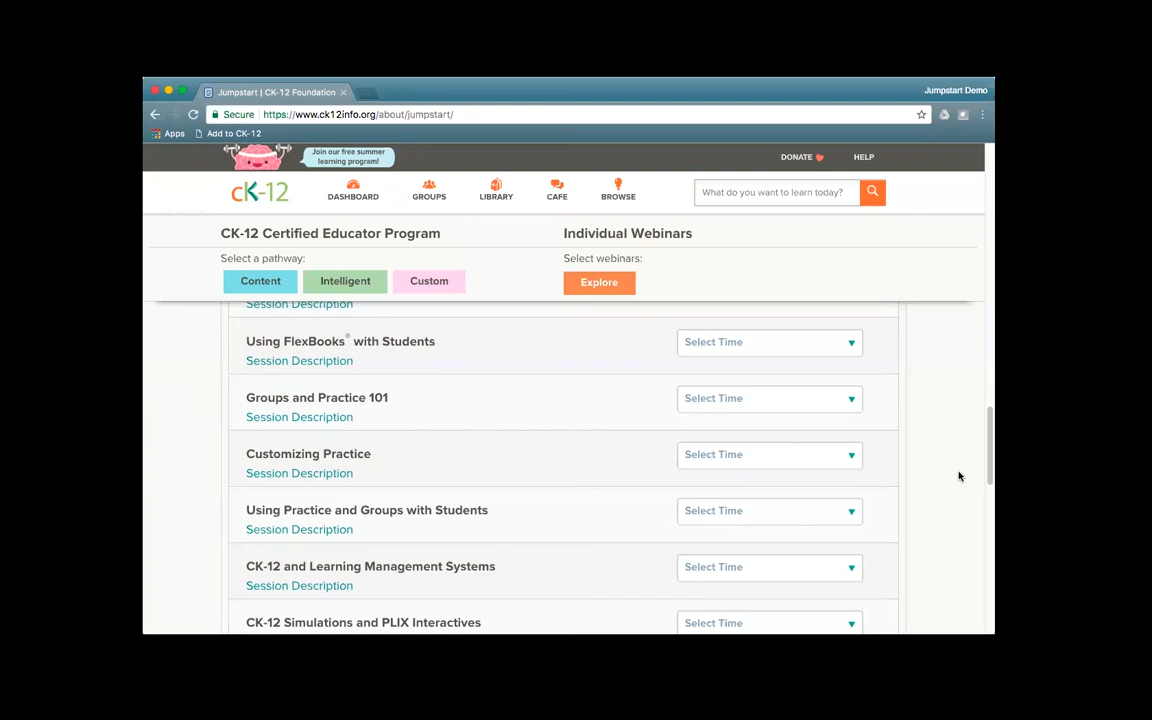 Jumpstart | CK-12 Foundation
Jumpstart Demo
Secure https://www.ck12info.org/about/jumpstart/
Apps Add to CK-12
Join our free summer
learning program!
DONATE HELP
cK-12
DASHBOARD GROUPS LIBRARY CAFE BROWSE
What do you want to learn today?
CK-12 Certified Educator Program Individual Webinars
Select a pathway: Select webinars:
Content Intelligent Custom Explore
Session Description
Using FlexBooks® with Students Select Time
Session Description
Groups and Practice 101 Select Time
Session Description
Customizing Practice Select Time
Session Description
Using Practice and Groups with Students Select Time
Session Description
CK-12 and Learning Management Systems Select Time
Session Description
CK-12 Simulations and PLIX Interactives Select Time